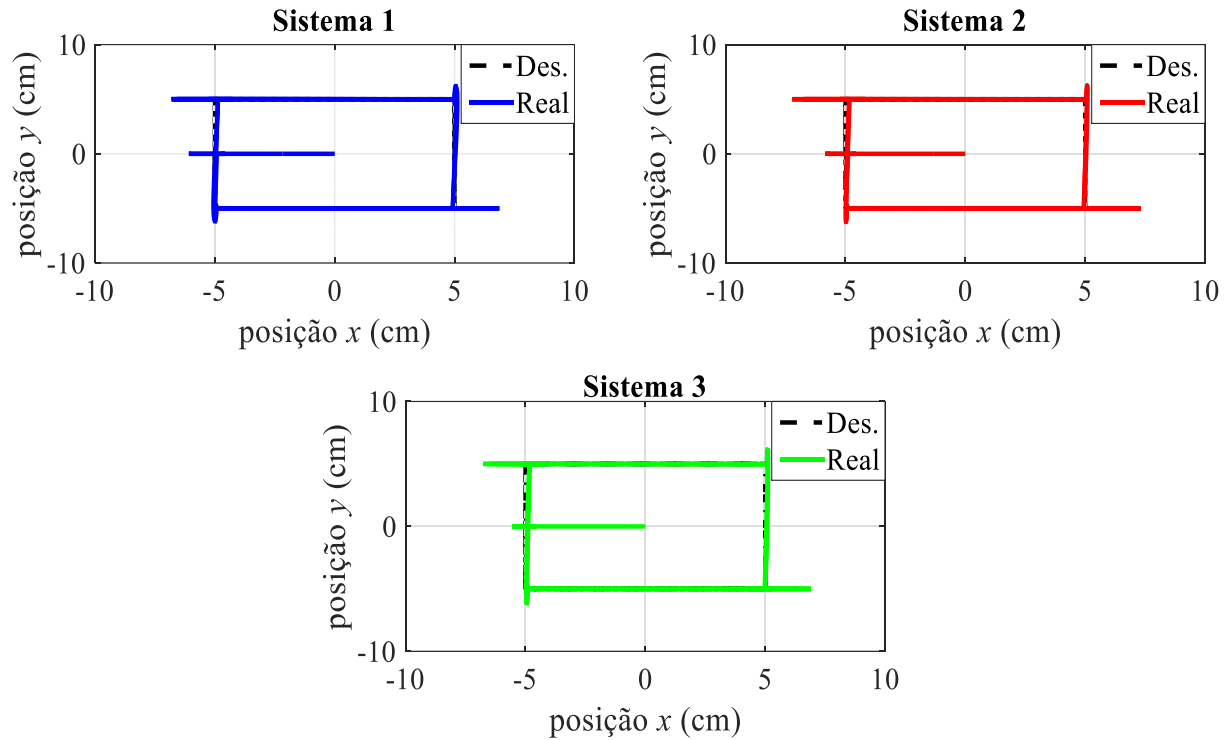 Sistema 1
10
0
-10
posição y (cm)
-10 -5 0 5 10
posição x (cm)
Des.
Real
Sistema 2
10
0
-10
posição y (cm)
-10 -5 0 5 10
posição x (cm)
Des.
Real
Sistema 3
10
0
-10
posição y (cm)
-10 -5 0 5 10
posição x (cm)
Des.
Real